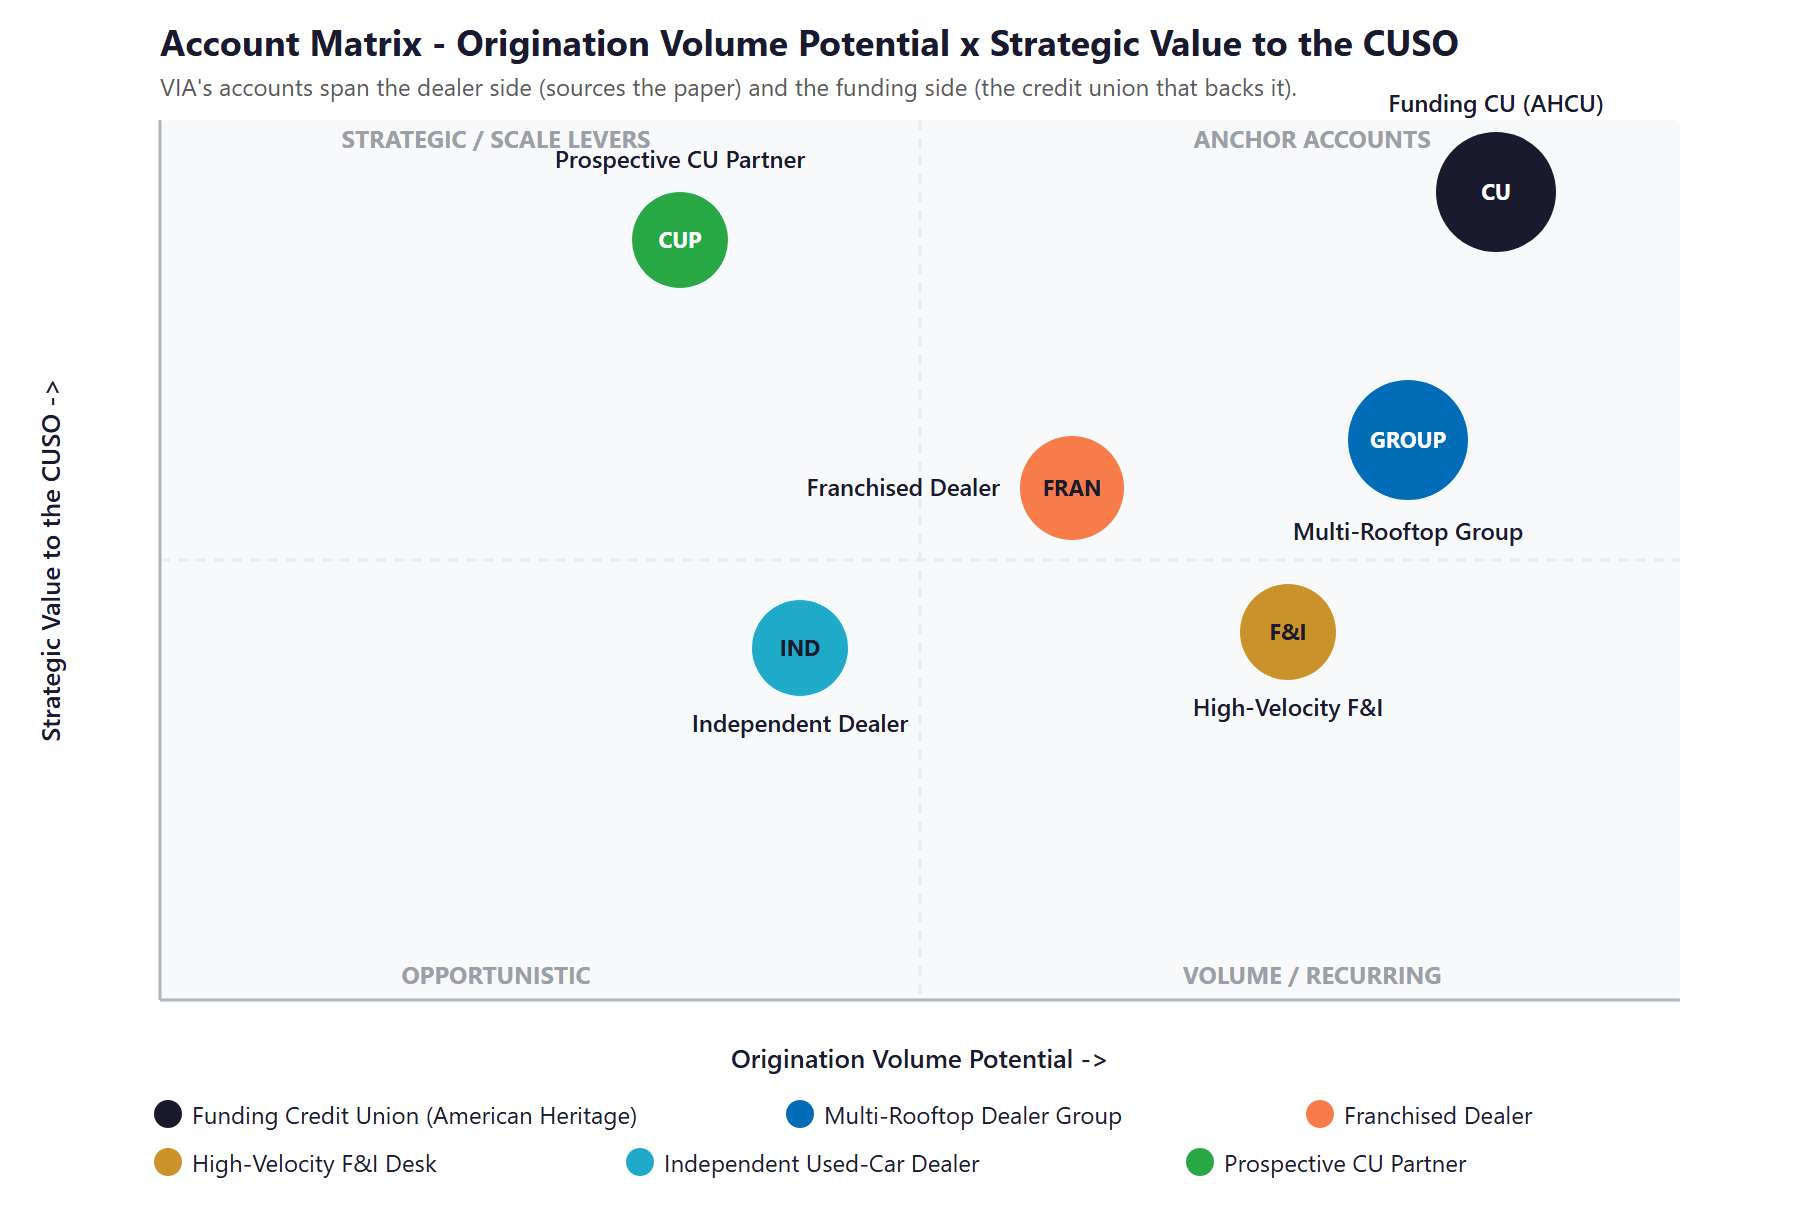 Account Matrix - Origination Volume Potential x Strategic Value to the CUSO
VIA's accounts span the dealer side (sources the paper) and the funding side (the credit union that backs it).
Funding CU (AHCU)
STRATEGIC / SCALE LEVERS
ANCHOR ACCOUNTS
Prospective CU Partner
CU
CUP
Strategic Value to the CUSO ->
GROUP
Franchised Dealer
FRAN
Multi-Rooftop Group
F&I
IND
High-Velocity F&I
Independent Dealer
OPPORTUNISTIC
VOLUME / RECURRING
Origination Volume Potential ->
Funding Credit Union (American Heritage)
Multi-Rooftop Dealer Group
Franchised Dealer
High-Velocity F&I Desk
Independent Used-Car Dealer
Prospective CU Partner